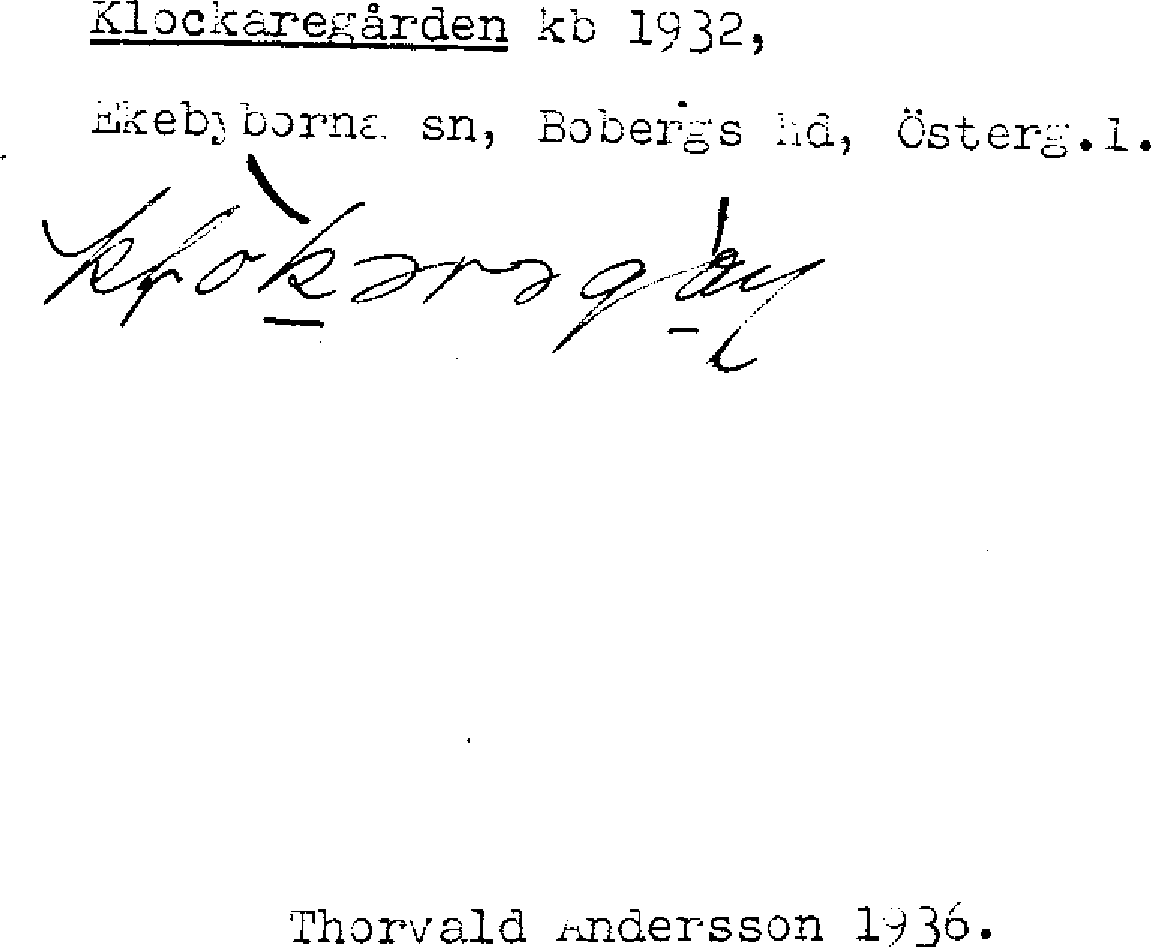 Klockaregården kb 1932,
Ekebyborna sn, Bobergs hd, Österg.l.
Thorvald Andersson 1936.